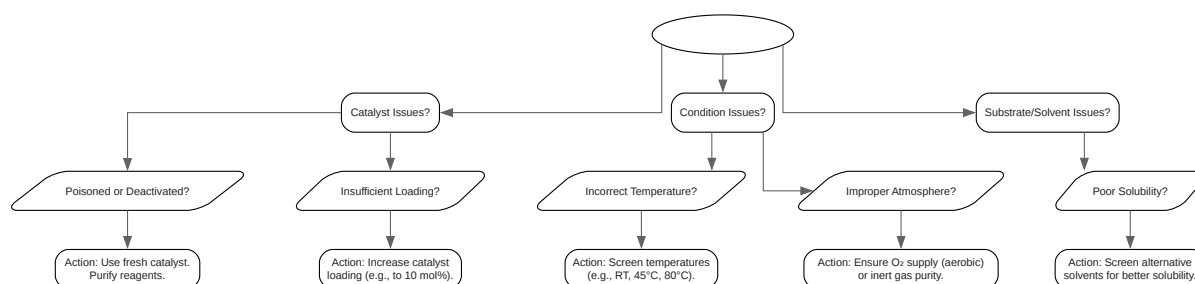 Catalyst Issues?
Condition Issues?
Substrate/Solvent Issues?
Poisoned or Deactivated?
Insufficient Loading?
Incorrect Temperature?
Improper Atmosphere?
Poor Solubility?
Action: Use fresh catalyst.
Purify reagents.
Action: Increase catalyst
loading (e.g., to 10 mol%).
Action: Screen temperatures
(e.g., RT, 45°C, 80°C).
Action: Ensure O₂ supply (aerobic)
or inert gas purity.
Action: Screen alternative
solvents for better solubility.